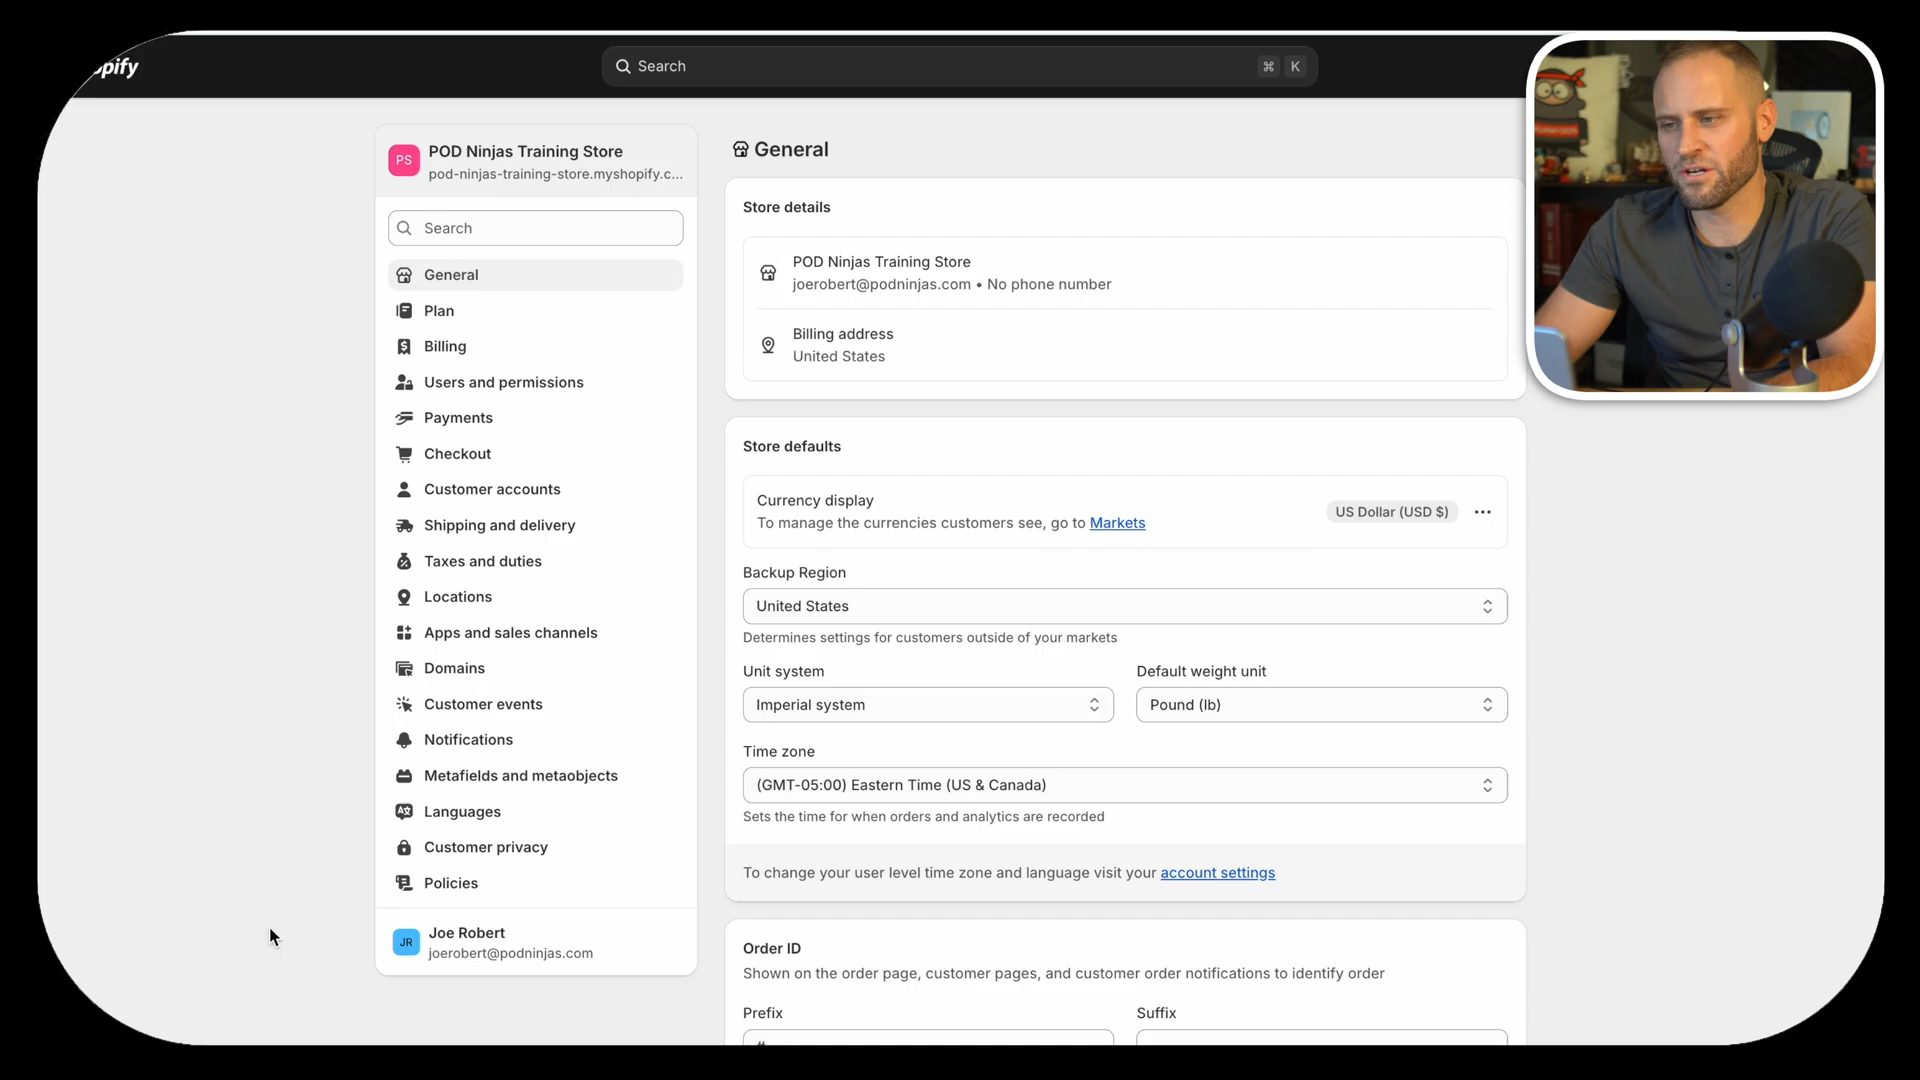 opify
Search
⌘ K
PS
POD Ninjas Training Store
pod-ninjas-training-store.myshopify.c...
Search
General
Plan
Billing
Users and permissions
Payments
Checkout
Customer accounts
Shipping and delivery
Taxes and duties
Locations
Apps and sales channels
Domains
Customer events
Notifications
Metafields and metaobjects
Languages
Customer privacy
Policies
JR
Joe Robert
joerobert@podninjas.com
General
Store details
POD Ninjas Training Store
joerobert@podninjas.com • No phone number
Billing address
United States
Store defaults
Currency display
To manage the currencies customers see, go to Markets
US Dollar (USD $)
Backup Region
United States
Determines settings for customers outside of your markets
Unit system
Default weight unit
Imperial system
Pound (lb)
Time zone
(GMT-05:00) Eastern Time (US & Canada)
Sets the time for when orders and analytics are recorded
To change your user level time zone and language visit your account settings
Order ID
Shown on the order page, customer pages, and customer order notifications to identify order
Prefix
Suffix
#